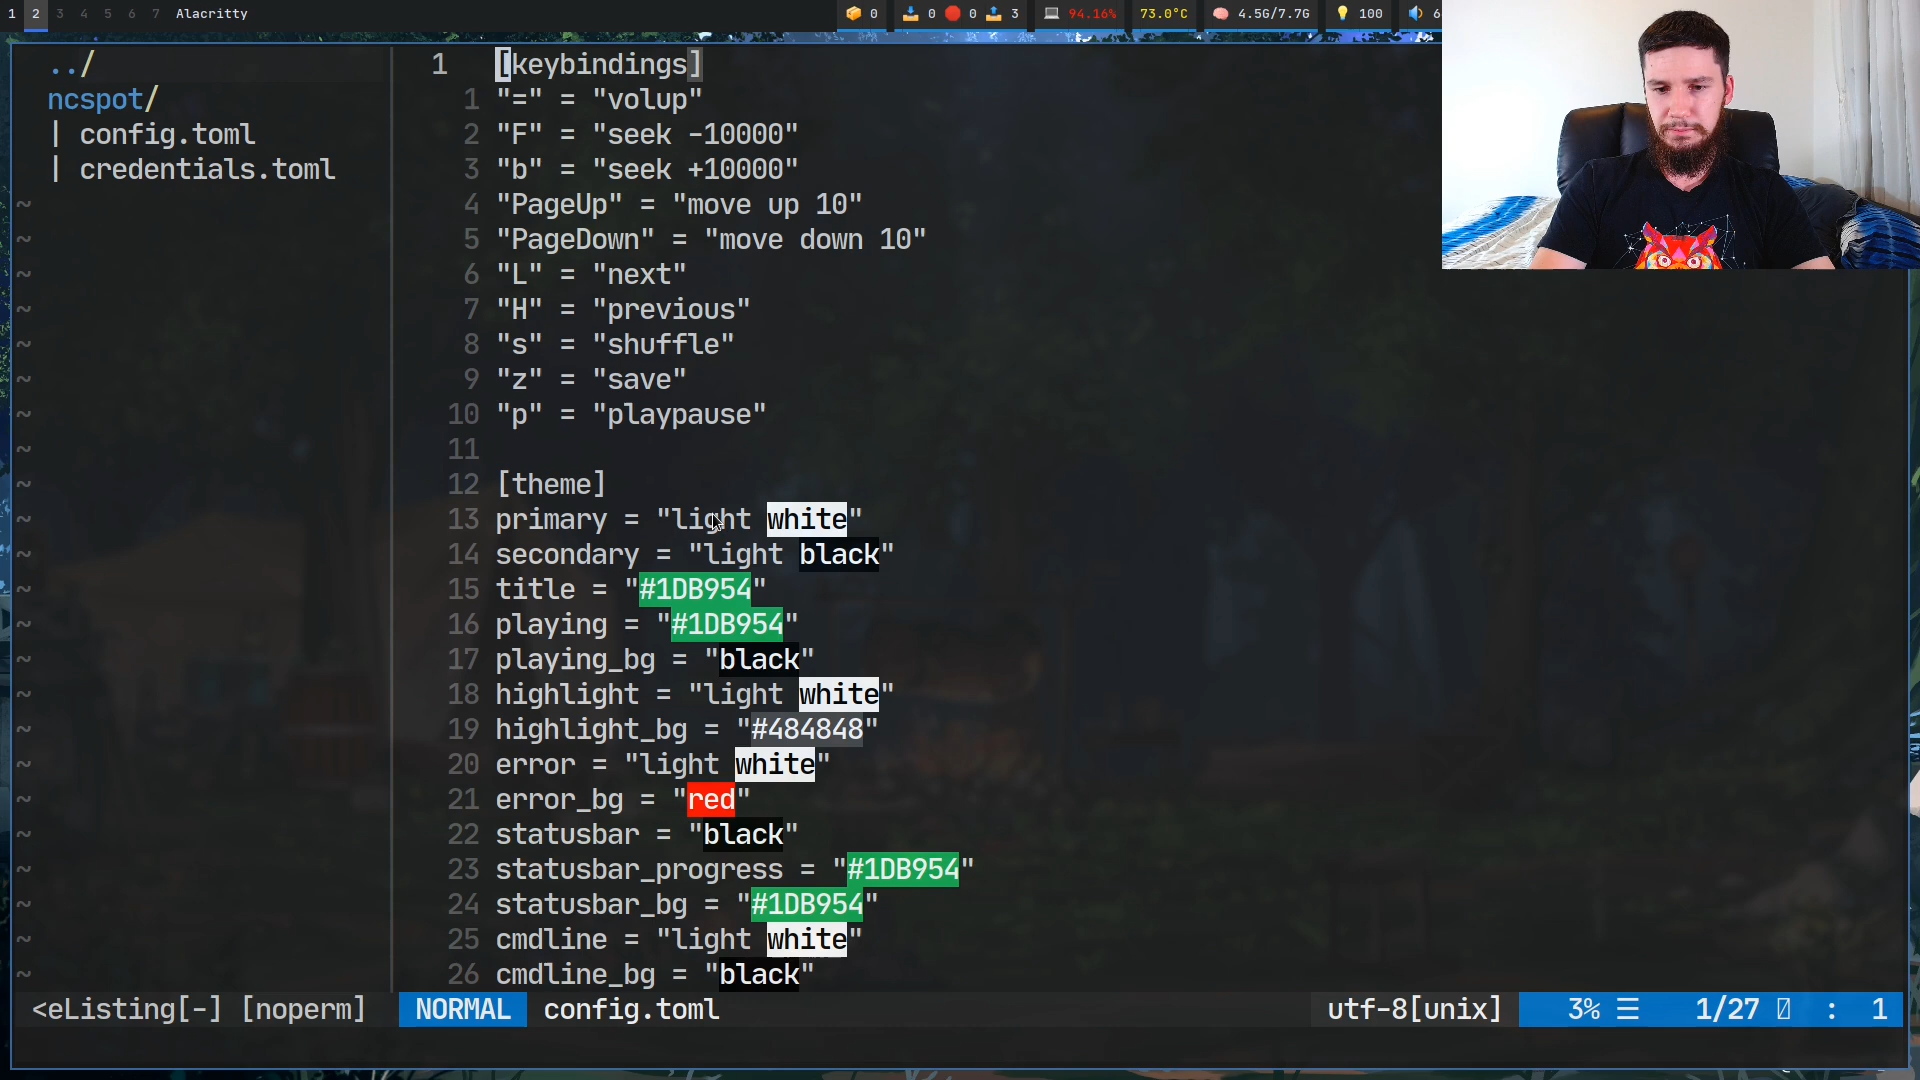 1 2 3 4 5 6 7 Alacritty 0 0 0 3 94.16% 73.0°C 4.5G/7.7G 100 6
../
ncspot/
| config.toml
| credentials.toml
1 [keybindings]
1 "=" = "volup"
2 "F" = "seek -10000"
3 "b" = "seek +10000"
4 "PageUp" = "move up 10"
5 "PageDown" = "move down 10"
6 "L" = "next"
7 "H" = "previous"
8 "s" = "shuffle"
9 "z" = "save"
10 "p" = "playpause"
11
12 [theme]
13 primary = "light white"
14 secondary = "light black"
15 title = "#1DB954"
16 playing = "#1DB954"
17 playing_bg = "black"
18 highlight = "light white"
19 highlight_bg = "#484848"
20 error = "light white"
21 error_bg = "red"
22 statusbar = "black"
23 statusbar_progress = "#1DB954"
24 statusbar_bg = "#1DB954"
25 cmdline = "light white"
26 cmdline_bg = "black"
<eListing[-] [noperm] NORMAL config.toml utf-8[unix] 3% ☰ 1/27 : 1